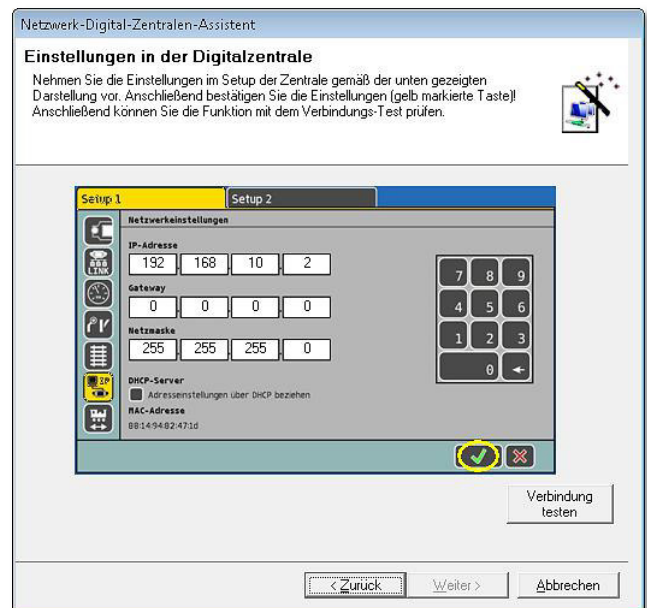 Netzwerk-Digital-Zentralen-Assistent
Einstellungen in der Digitalzentrale
Nehmen Sie die Einstellungen im Setup der Zentrale gemäß der unten gezeigten
Darstellung vor. Anschließend bestätigen Sie die Einstellungen (gelb markierte Taste)!
Anschließend können Sie die Funktion mit dem Verbindungs-Test prüfen.
Setup 1 Setup 2
Netzwerkeinstellungen
IP-Adresse
192 . 168 . 10 . 2
Gateway
0 . 0 . 0 . 0
Netzmaske
255 . 255 . 255 . 0
DHCP-Server
Adresseinstellungen über DHCP beziehen
MAC-Adresse
88:14:94:82:47:1d
LINK
IP
7 8 9
4 5 6
1 2 3
0
Verbindung
testen
< Zurück Weiter > Abbrechen